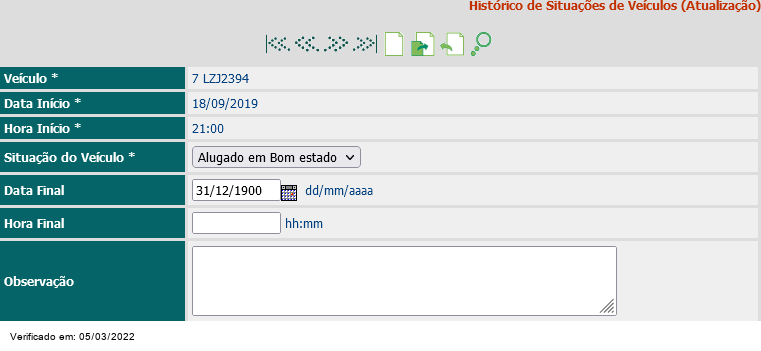 Histórico de Situações de Veículos (Atualização)
Veículo * 7 LZJ2394
Data Início * 18/09/2019
Hora Início * 21:00
Situação do Veículo * Alugado em Bom estado
Data Final 31/12/1900 dd/mm/aaaa
Hora Final hh:mm
Observação
Verificado em: 05/03/2022